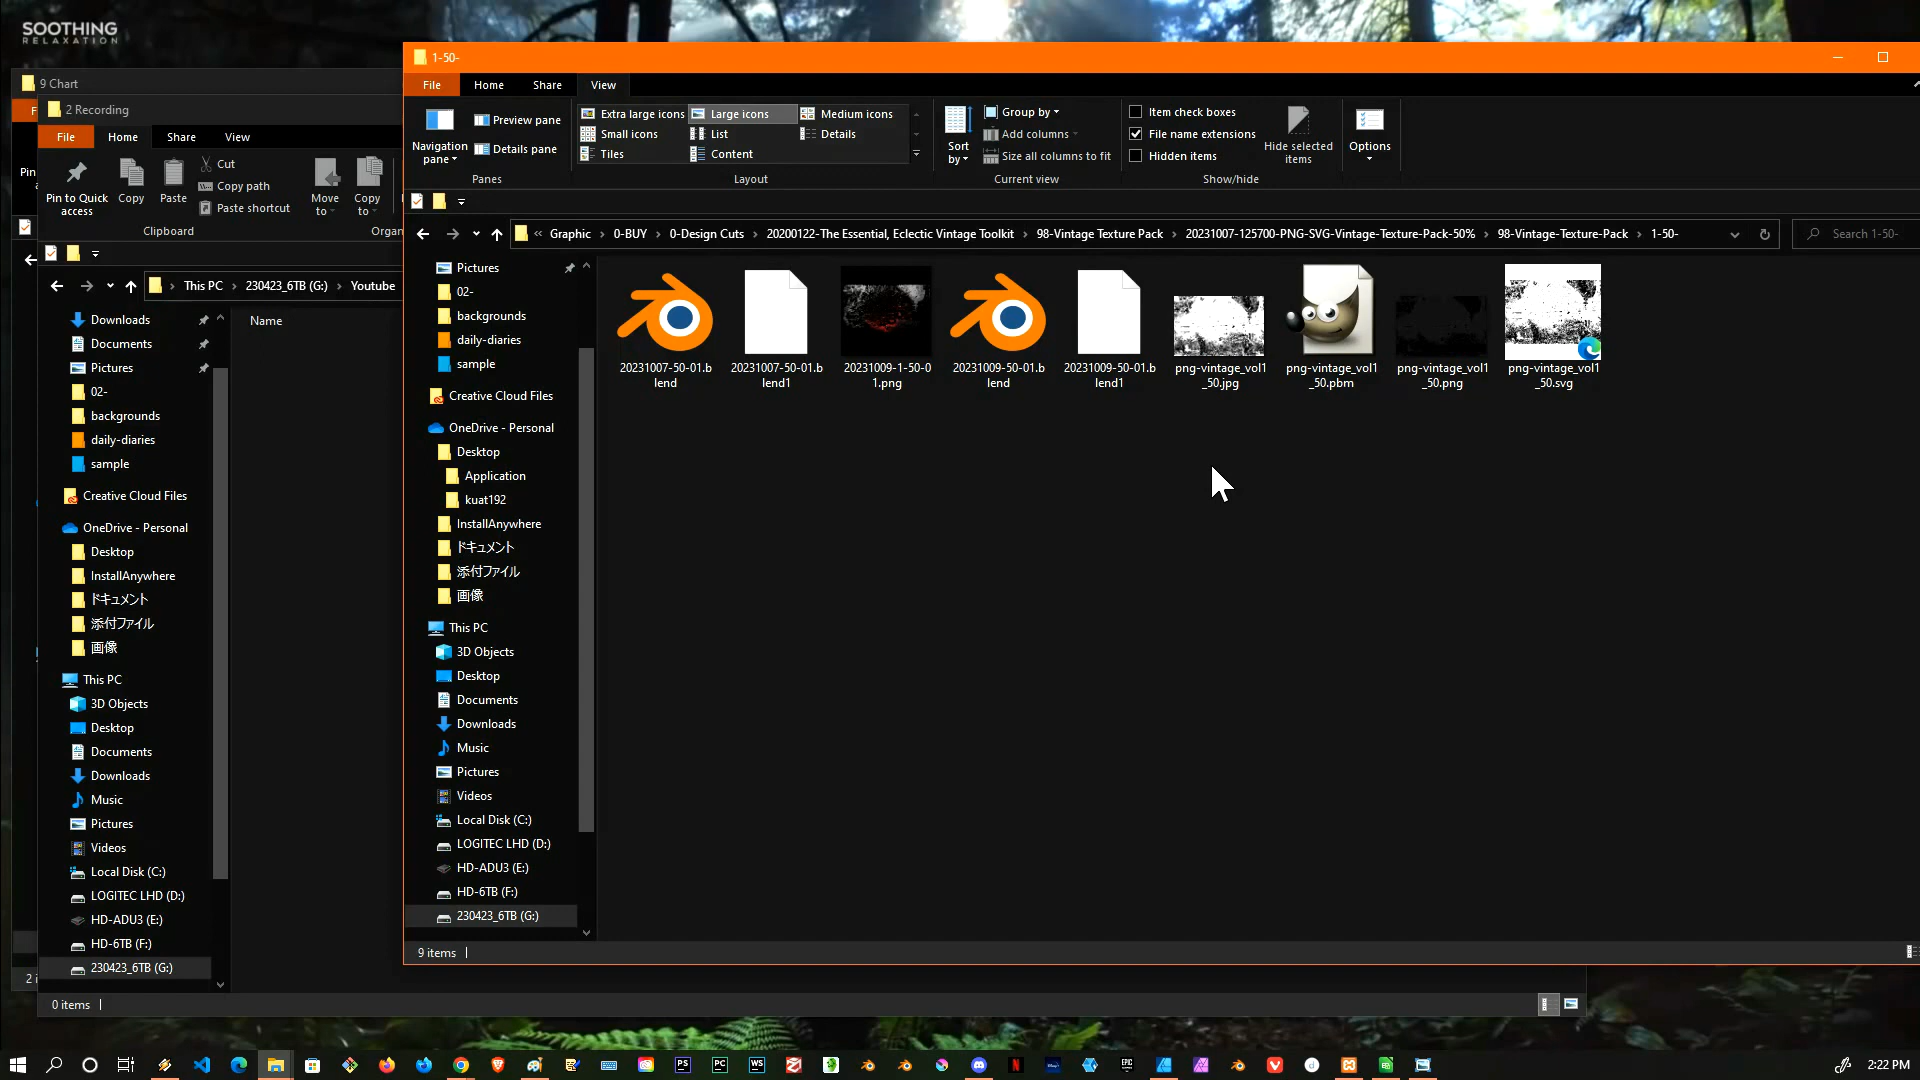 SOOTHING
RELAXATION
9 Chart
2 Recording
File
Home
Share
View
Pin to Quick access
Copy
Paste
Cut
Copy path
Paste shortcut
Move to
Copy to
Clipboard
Organ
This PC
230423_6TB (G:)
Youtube
Name
Downloads
Documents
Pictures
02-
backgrounds
daily-diaries
sample
Creative Cloud Files
OneDrive - Personal
Desktop
InstallAnywhere
ドキュメント
添付ファイル
画像
This PC
3D Objects
Desktop
Documents
Downloads
Music
Pictures
Videos
Local Disk (C:)
LOGITEC LHD (D:)
HD-ADU3 (E:)
HD-6TB (F:)
230423_6TB (G:)
0 items
1-50-
File
Home
Share
View
Navigation pane
Preview pane
Details pane
Panes
Extra large icons
Large icons
Medium icons
Small icons
List
Details
Tiles
Content
Layout
Sort by
Group by
Add columns
Size all columns to fit
Current view
Item check boxes
File name extensions
Hidden items
Hide selected items
Show/hide
Options
« Graphic
0-BUY
0-Design Cuts
20200122-The Essential, Eclectic Vintage Toolkit
98-Vintage Texture Pack
20231007-125700-PNG-SVG-Vintage-Texture-Pack-50%
98-Vintage-Texture-Pack
1-50-
Search 1-50-
Pictures
02-
backgrounds
daily-diaries
sample
Creative Cloud Files
OneDrive - Personal
Desktop
Application
kuat192
InstallAnywhere
ドキュメント
添付ファイル
画像
This PC
3D Objects
Desktop
Documents
Downloads
Music
Pictures
Videos
Local Disk (C:)
LOGITEC LHD (D:)
HD-ADU3 (E:)
HD-6TB (F:)
230423_6TB (G:)
20231007-50-01.b
lend
20231007-50-01.b
lend1
20231009-1-50-0
1.png
20231009-50-01.b
lend
20231009-50-01.b
lend1
png-vintage_vol1
_50.jpg
png-vintage_vol1
_50.pbm
png-vintage_vol1
_50.png
png-vintage_vol1
_50.svg
9 items
2:22 PM